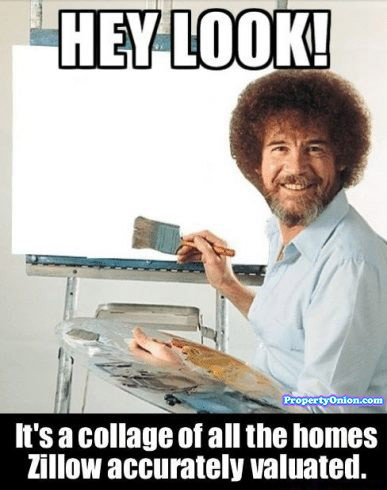 HEY LOOK!
PropertyOnion.com
It's a collage of all the homes
Zillow accurately valuated.